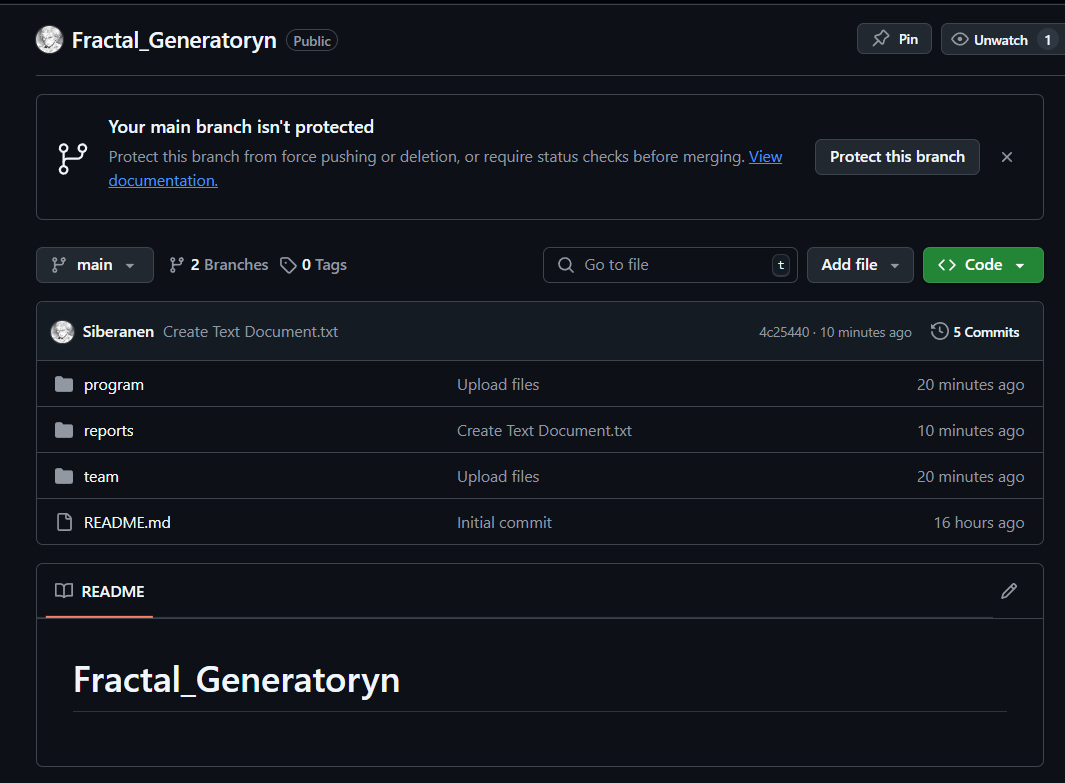 Fractal_Generatoryn Public Pin Unwatch 1
Your main branch isn't protected
Protect this branch from force pushing or deletion, or require status checks before merging. View
documentation.
Protect this branch
main 2 Branches 0 Tags Go to file t Add file Code
Siberanen Create Text Document.txt 4c25440 · 10 minutes ago 5 Commits
program Upload files 20 minutes ago
reports Create Text Document.txt 10 minutes ago
team Upload files 20 minutes ago
README.md Initial commit 16 hours ago
README
Fractal_Generatoryn